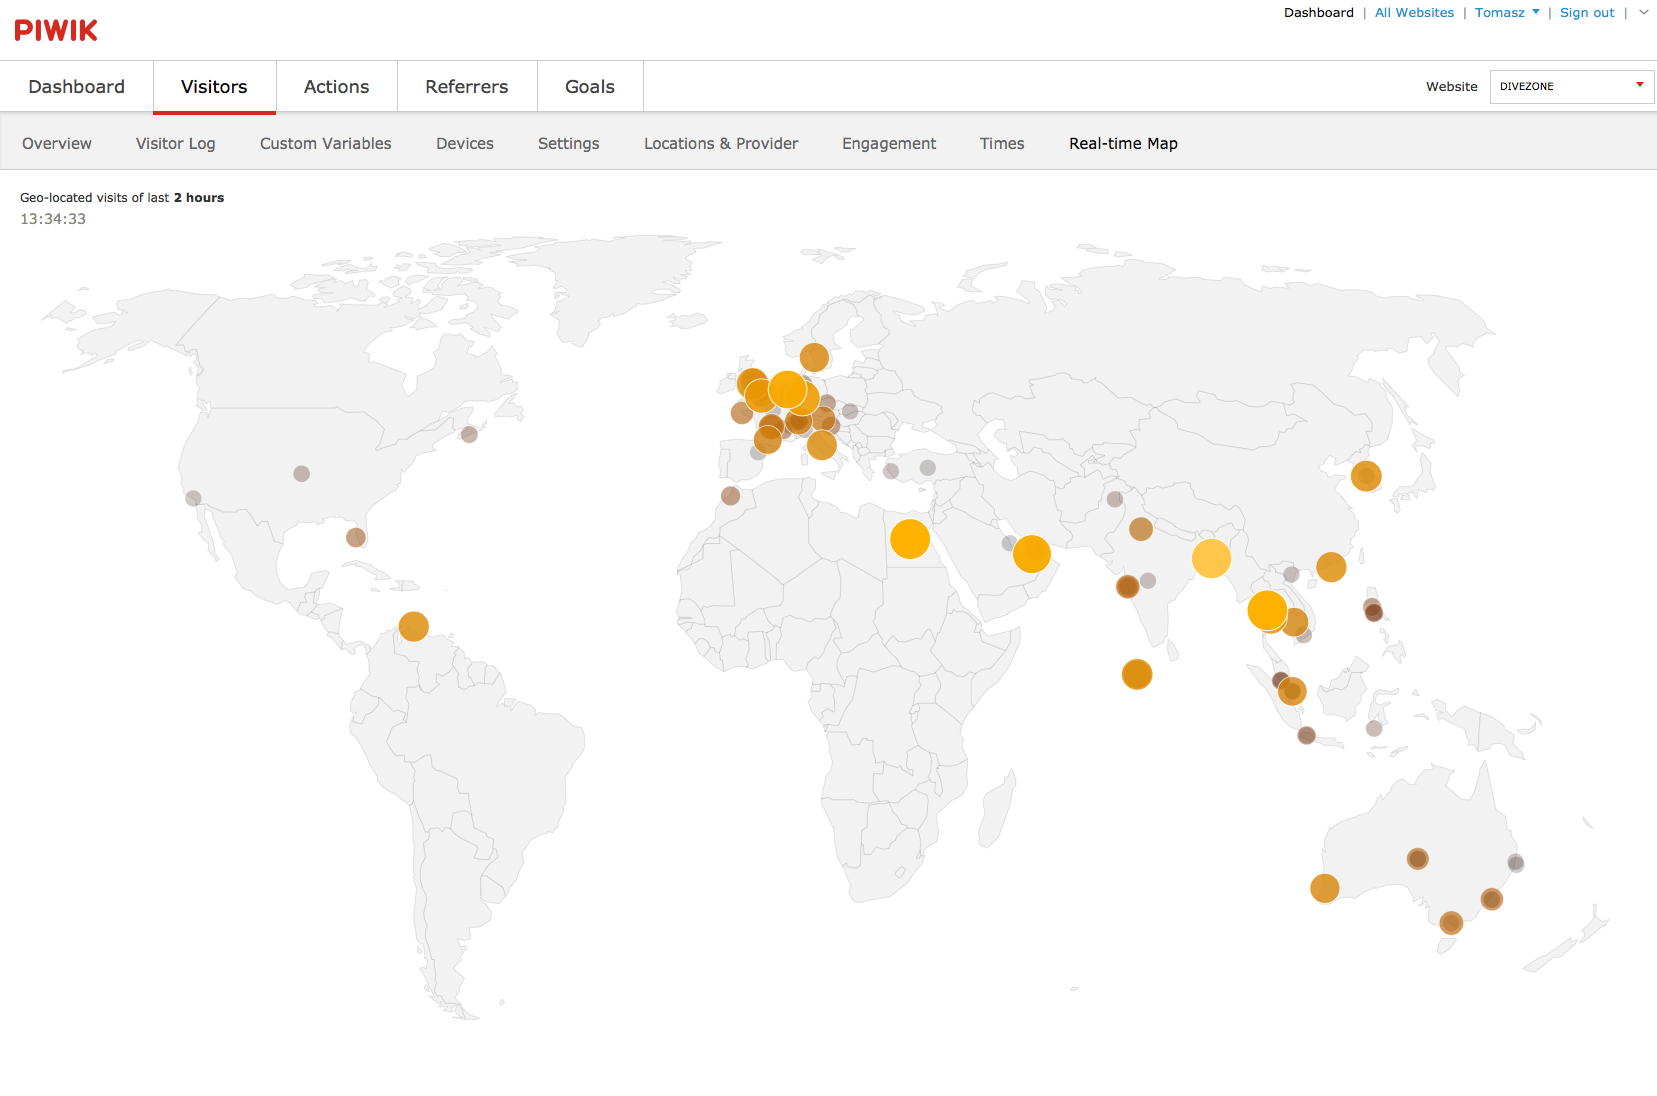 Dashboard | All Websites | Tomasz | Sign out |
PIWIK
Dashboard Visitors Actions Referrers Goals Website DIVEZONE
Overview Visitor Log Custom Variables Devices Settings Locations & Provider Engagement Times Real-time Map
Geo-located visits of last 2 hours
13:34:33